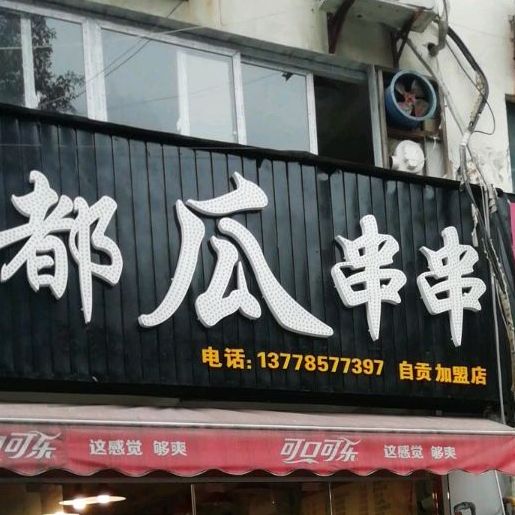 都瓜串串
电话: 13778577397 自贡加盟店
可口可乐 这感觉 够爽 可口可乐 这感觉 够爽